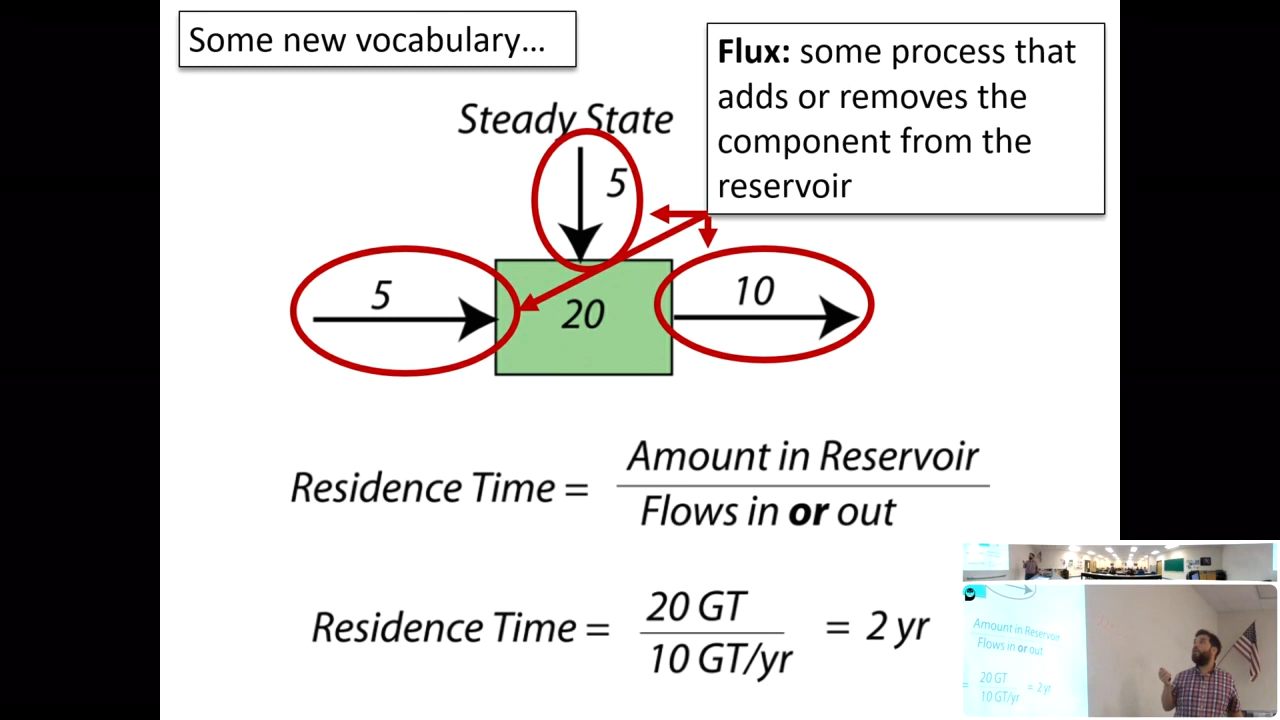 Some new vocabulary...
Flux: some process that
adds or removes the
component from the
reservoir
Steady State
5
5
20
10
Residence Time =
Amount in Reservoir
Flows in or out
Residence Time =
20 GT
10 GT/yr
= 2 yr
Amount in Reservoir
Flows in or out
=
20 GT
10 GT/yr
= 2 yr